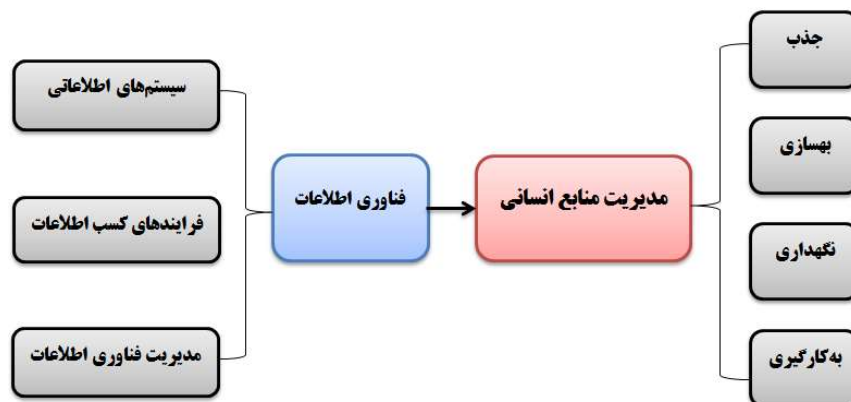 جذب
سیستم‌های اطلاعاتی
بهسازی
مدیریت منابع انسانی
فناوری اطلاعات
فرایندهای کسب اطلاعات
نگهداری
مدیریت فناوری اطلاعات
به‌کارگیری